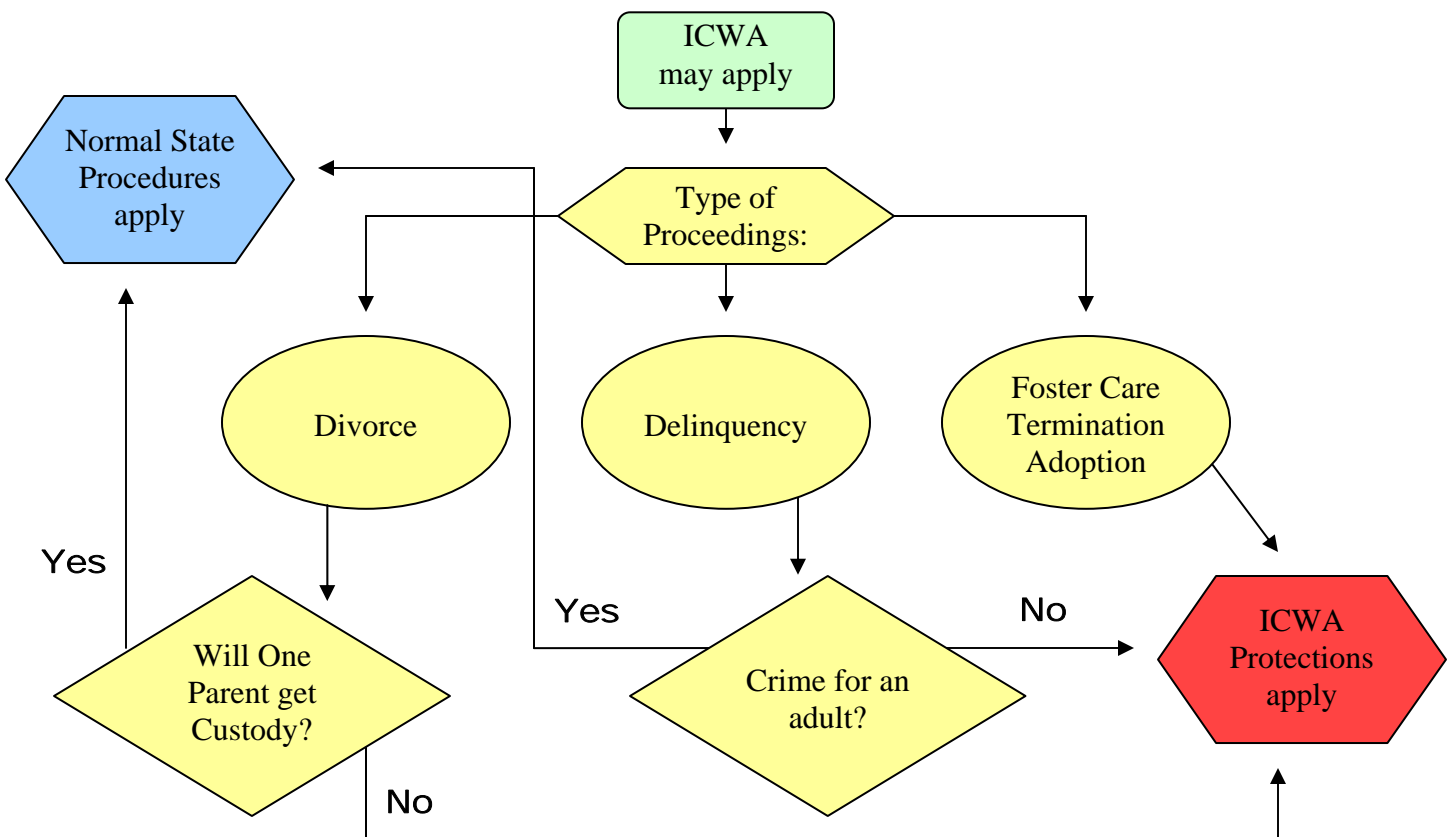 ICWA
may apply
Normal State
Procedures
apply
Type of
Proceedings:
Divorce
Delinquency
Foster Care
Termination
Adoption
Yes
Yes
No
Will One
Parent get
Custody?
Crime for an
adult?
ICWA
Protections
apply
No